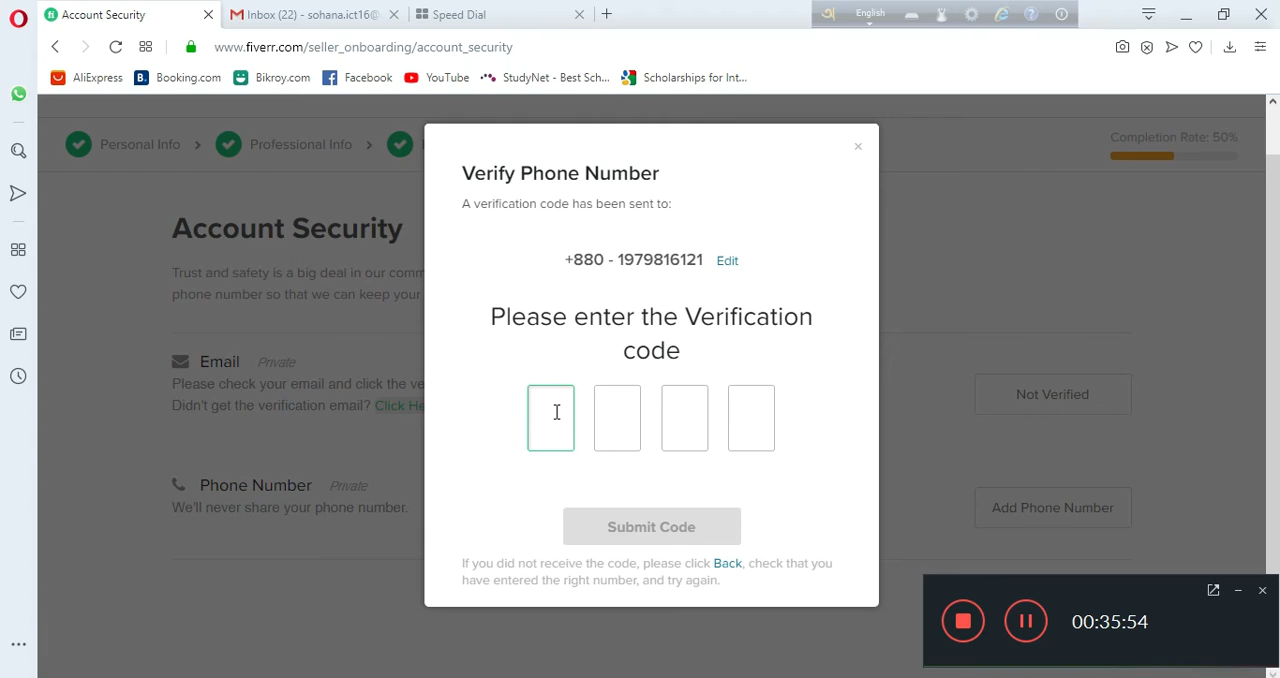 Account Security
Inbox (22) - sohana.ict16@
Speed Dial
English
www.fiverr.com/seller_onboarding/account_security
AliExpress
Booking.com
Bikroy.com
Facebook
YouTube
StudyNet - Best Sch...
Scholarships for Int...
Personal Info
Professional Info
Completion Rate: 50%
Account Security
Trust and safety is a big deal in our comm
phone number so that we can keep your
Email Private
Please check your email and click the ve
Didn't get the verification email? Click He
Not Verified
Phone Number Private
We'll never share your phone number.
Add Phone Number
Verify Phone Number
A verification code has been sent to:
+880 - 1979816121 Edit
Please enter the Verification
code
Submit Code
If you did not receive the code, please click Back, check that you
have entered the right number, and try again.
00:35:54